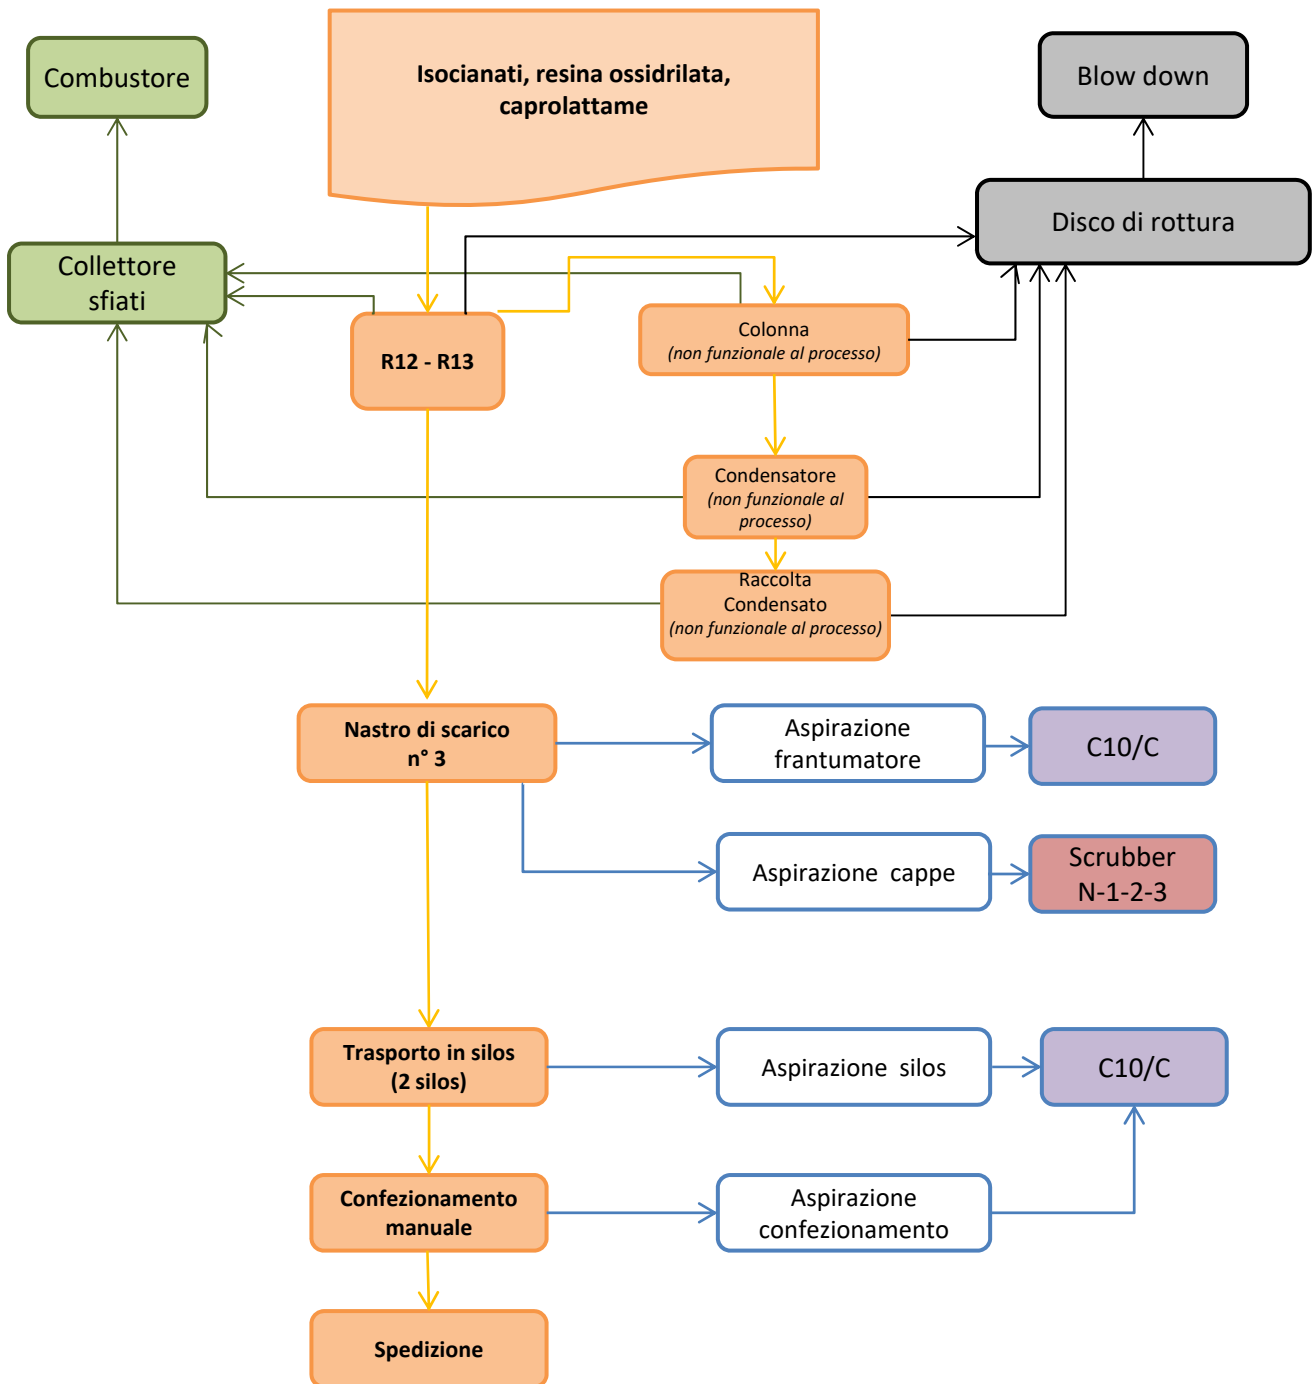 Combustore
Isocianati, resina ossidrilata,
caprolattame
Blow down
Disco di rottura
Collettore
sfiati
R12 - R13
Colonna
(non funzionale al processo)
Condensatore
(non funzionale al
processo)
Raccolta
Condensato
(non funzionale al processo)
Nastro di scarico
n° 3
Aspirazione
frantumatore
C10/C
Aspirazione cappe
Scrubber
N-1-2-3
Trasporto in silos
(2 silos)
Aspirazione silos
C10/C
Confezionamento
manuale
Aspirazione
confezionamento
Spedizione